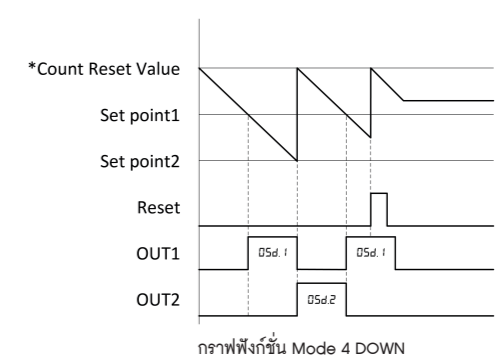 *Count Reset Value
Set point1
Set point2
Reset
OUT1
OSd.1
OSd.1
OUT2
OSd.2
กราฟฟังก์ชั่น Mode 4 DOWN